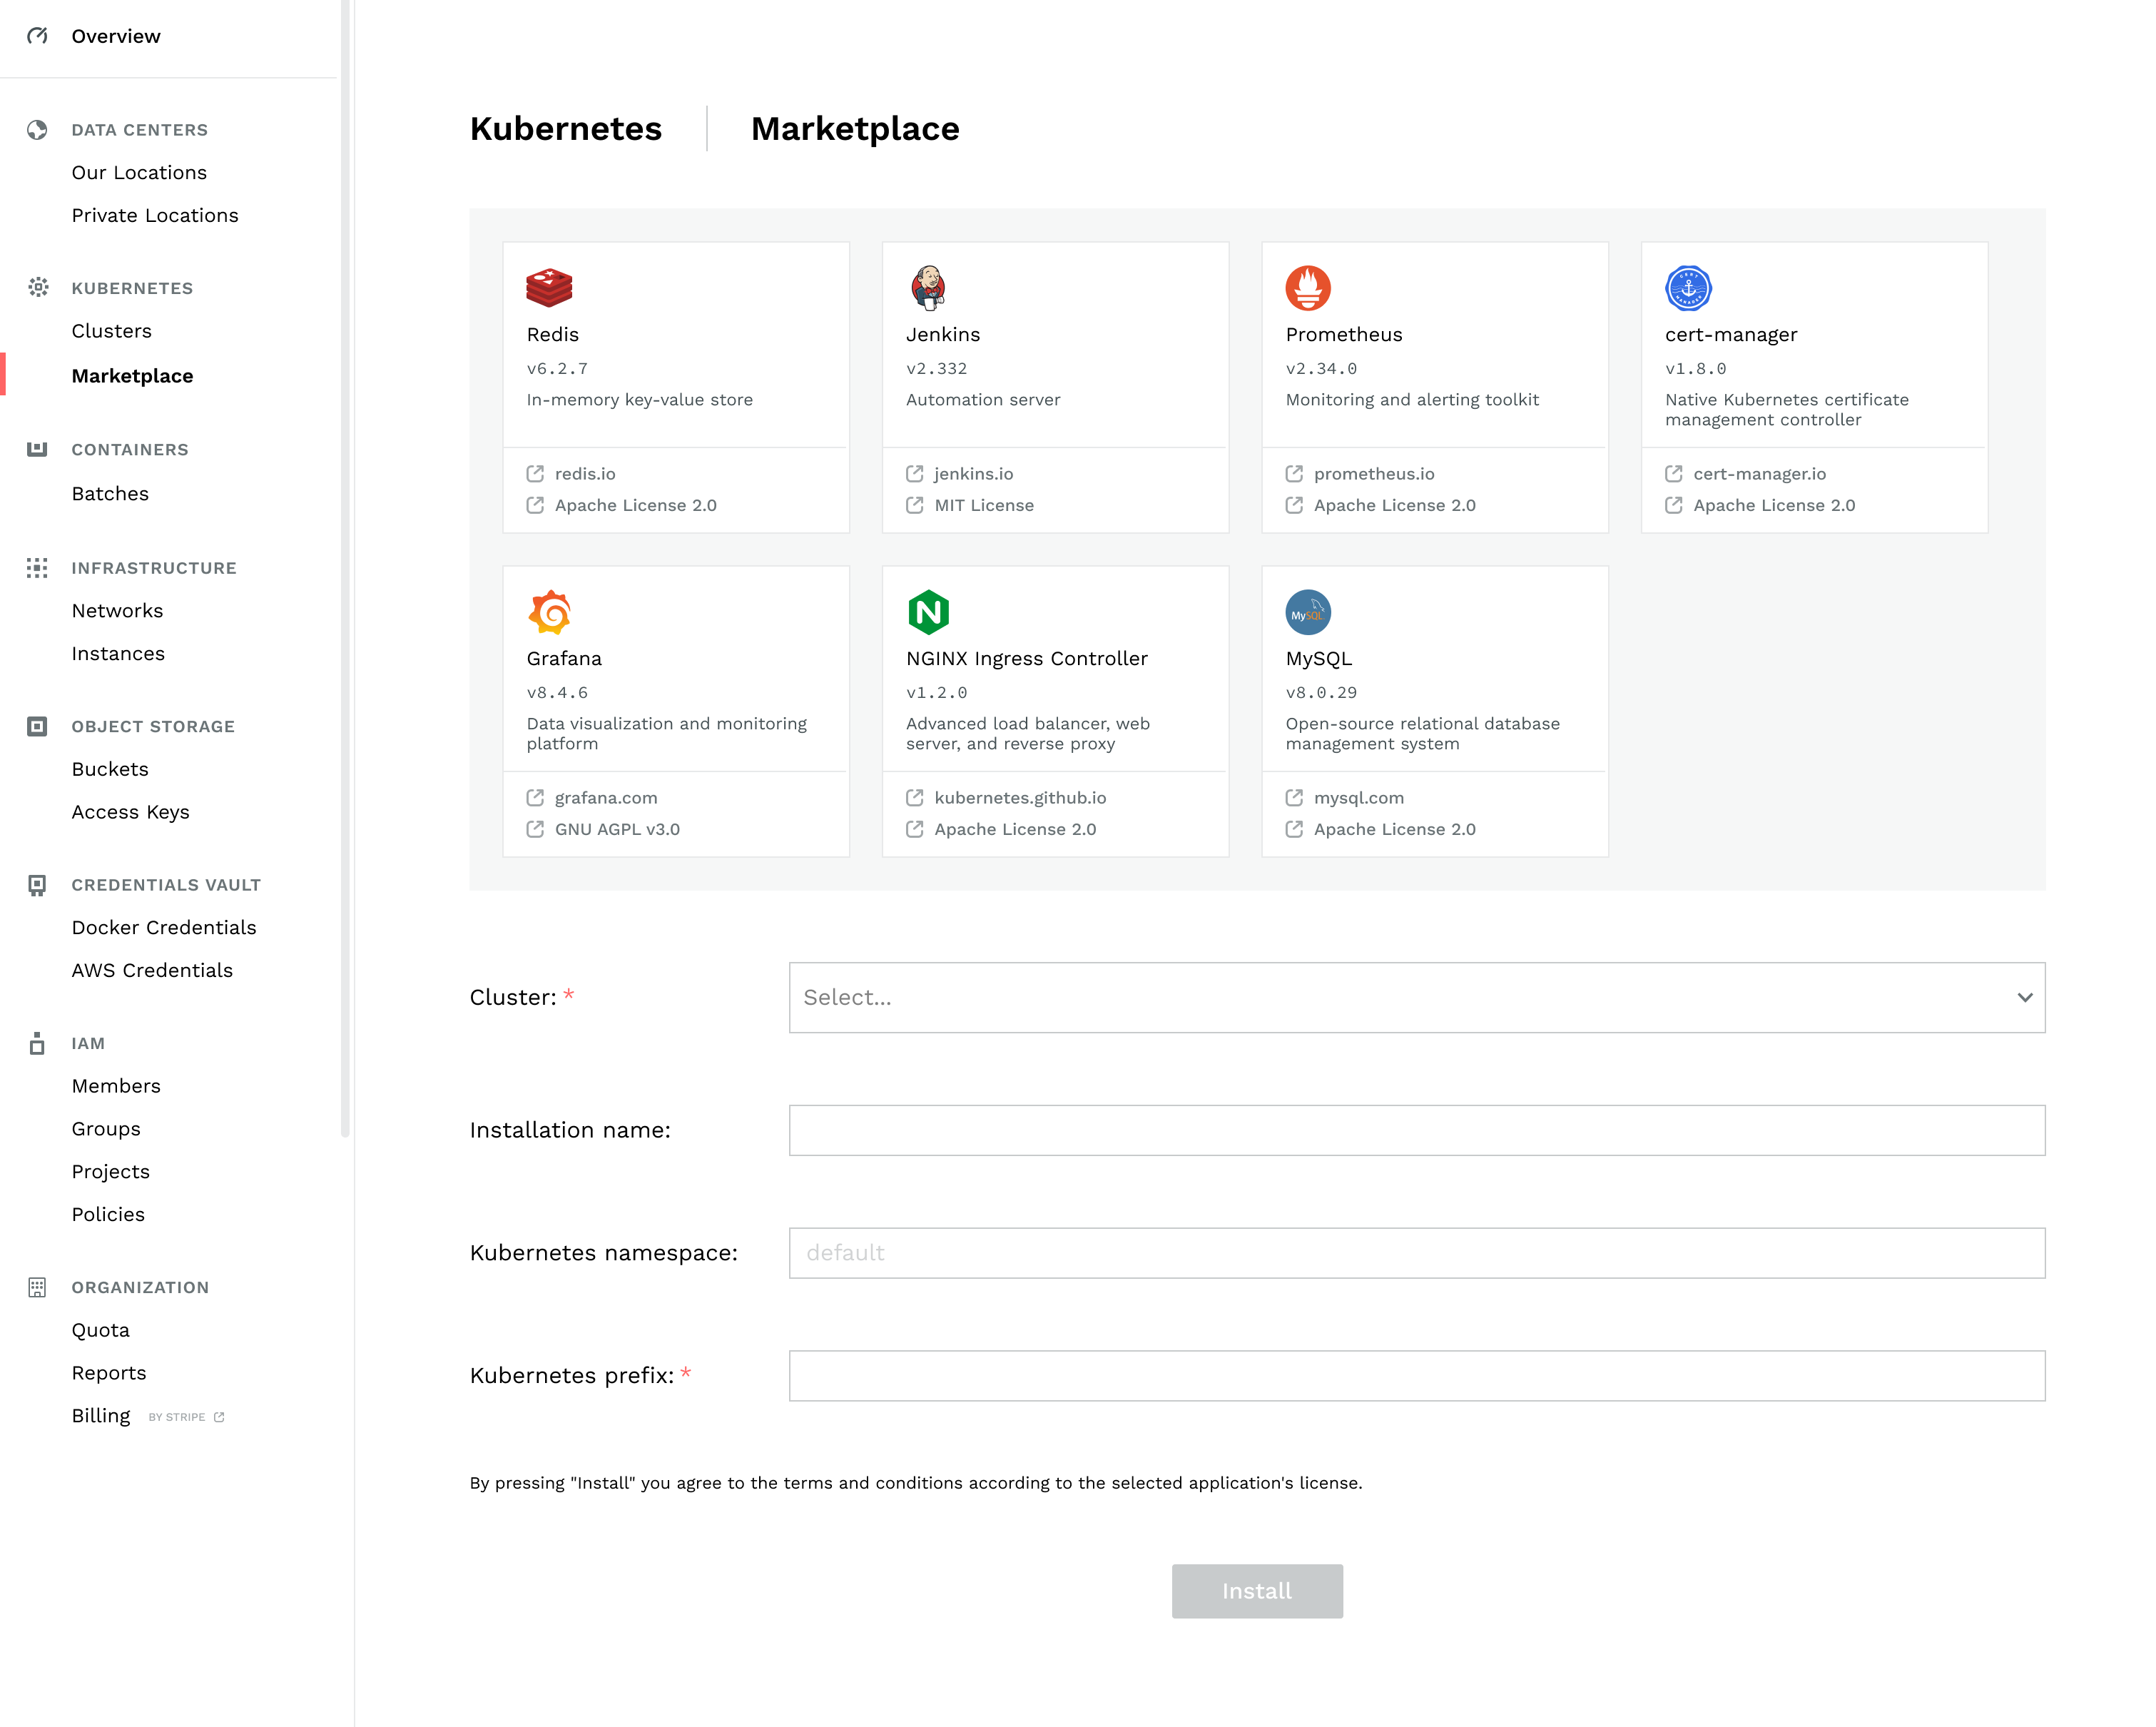 Overview
DATA CENTERS
Our Locations
Private Locations
KUBERNETES
Clusters
Marketplace
CONTAINERS
Batches
INFRASTRUCTURE
Networks
Instances
OBJECT STORAGE
Buckets
Access Keys
CREDENTIALS VAULT
Docker Credentials
AWS Credentials
IAM
Members
Groups
Projects
Policies
ORGANIZATION
Quota
Reports
Billing BY STRIPE
Kubernetes
Marketplace
Redis
v6.2.7
In-memory key-value store
redis.io
Apache License 2.0
Jenkins
v2.332
Automation server
jenkins.io
MIT License
Prometheus
v2.34.0
Monitoring and alerting toolkit
prometheus.io
Apache License 2.0
CERT
MANAGER
cert-manager
v1.8.0
Native Kubernetes certificate
management controller
cert-manager.io
Apache License 2.0
Grafana
v8.4.6
Data visualization and monitoring
platform
grafana.com
GNU AGPL v3.0
N
NGINX Ingress Controller
v1.2.0
Advanced load balancer, web
server, and reverse proxy
kubernetes.github.io
Apache License 2.0
MySQL
MySQL
v8.0.29
Open-source relational database
management system
mysql.com
Apache License 2.0
Cluster: *
Select...
Installation name:
Kubernetes namespace:
default
Kubernetes prefix: *
By pressing "Install" you agree to the terms and conditions according to the selected application's license.
Install